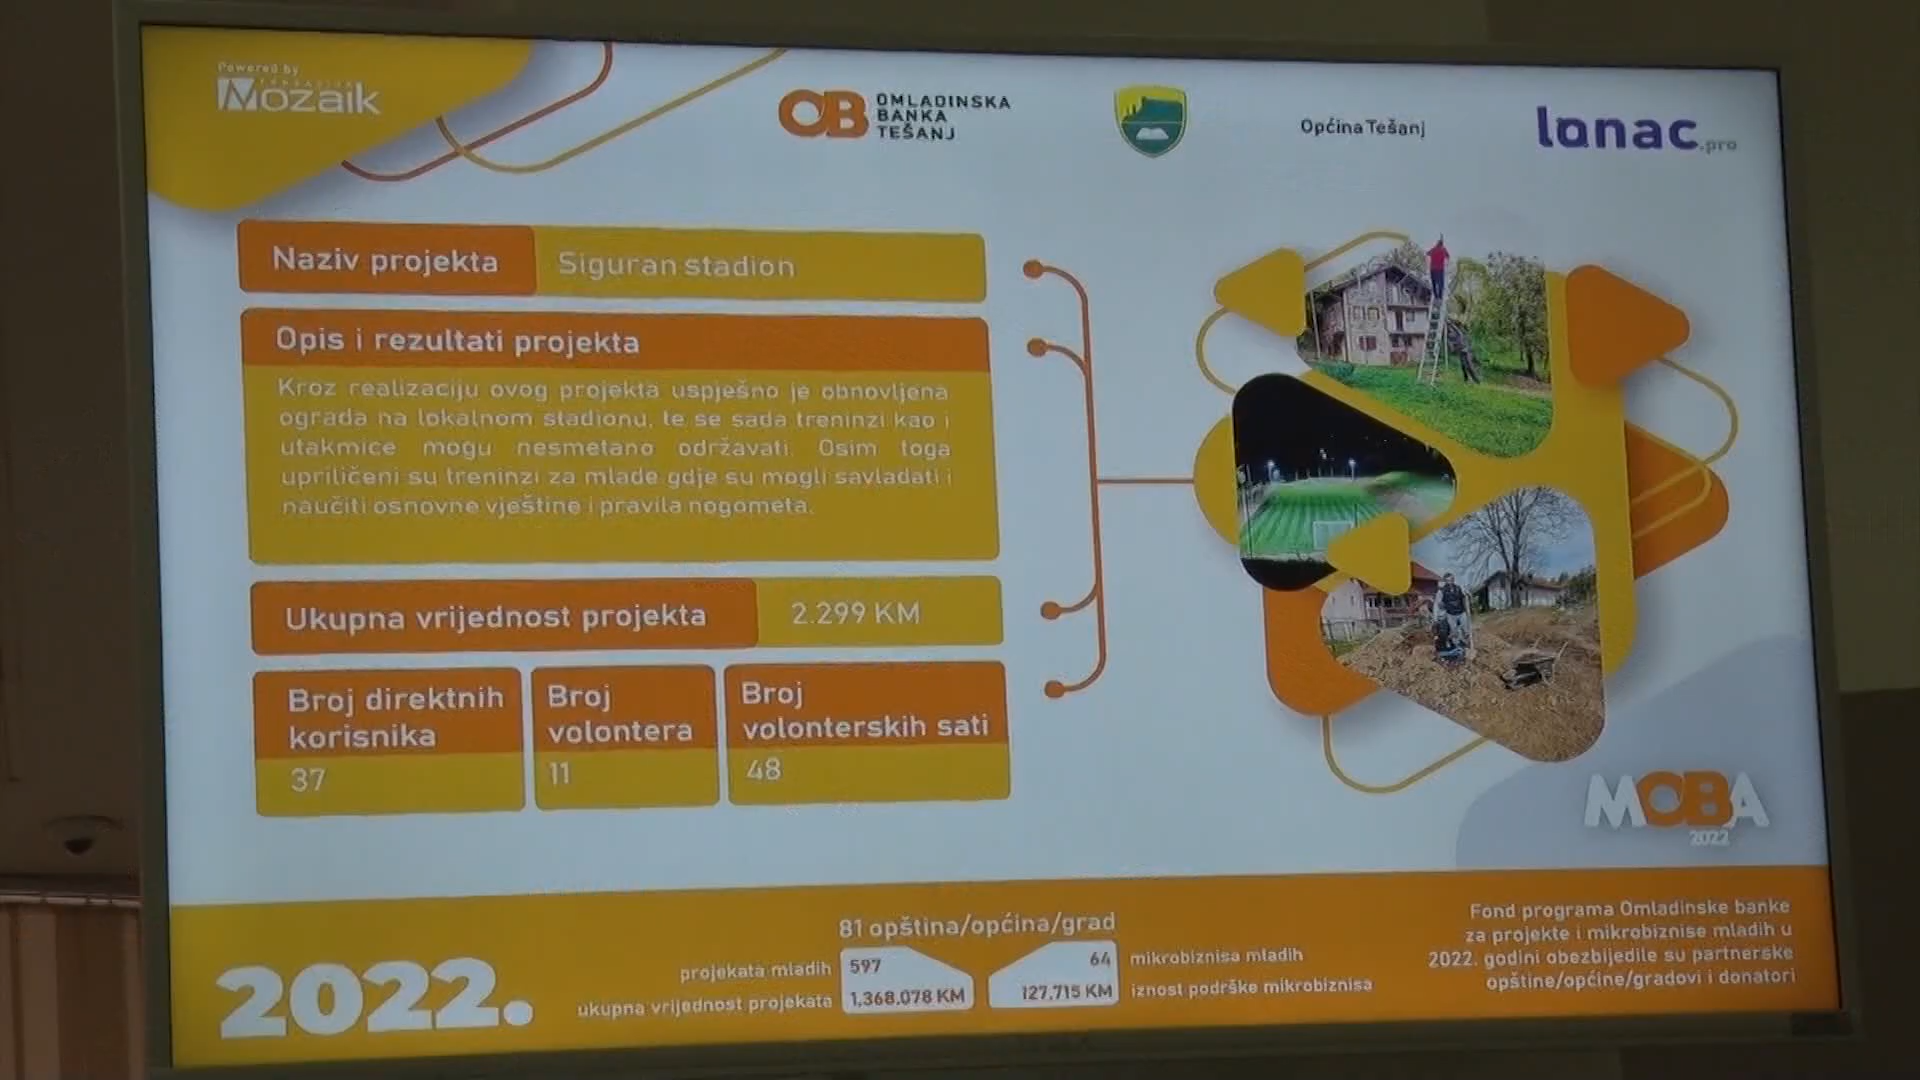 Powered by
FONDACIJA
Mozaik
OB OMLADINSKA
BANKA
TEŠANJ
Općina Tešanj
lonac.pro
Naziv projekta Siguran stadion
Opis i rezultati projekta
Kroz realizaciju ovog projekta uspješno je obnovljena
ograda na lokalnom stadionu, te se sada treninzi kao i
utakmice mogu nesmetano održavati. Osim toga
upriličeni su treninzi za mlade gdje su mogli savladati i
naučiti osnovne vještine i pravila nogometa.
Ukupna vrijednost projekta 2.299 KM
Broj direktnih
korisnika
37
Broj
volontera
11
Broj
volonterskih sati
48
MOBA
2022
2022.
81 opština/općina/grad
projekata mladih 597
ukupna vrijednost projekata 1,368,078 KM
64 mikrobiznisa mladih
127,715 KM iznost podrške mikrobiznisa
Fond programa Omladinske banke
za projekte i mikrobiznise mladih u
2022. godini obezbijedile su partnerske
opštine/općine/gradovi i donatori